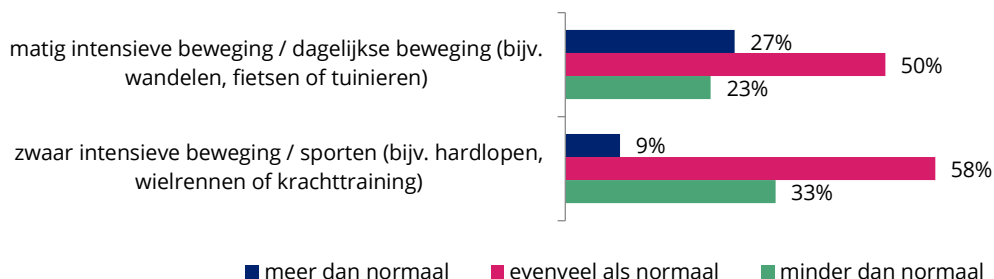 matig intensieve beweging / dagelijkse beweging (bijv.
wandelen, fietsen of tuinieren)
27%
50%
23%
zwaar intensieve beweging / sporten (bijv. hardlopen,
wielrennen of krachttraining)
9%
58%
33%
meer dan normaal evenveel als normaal minder dan normaal